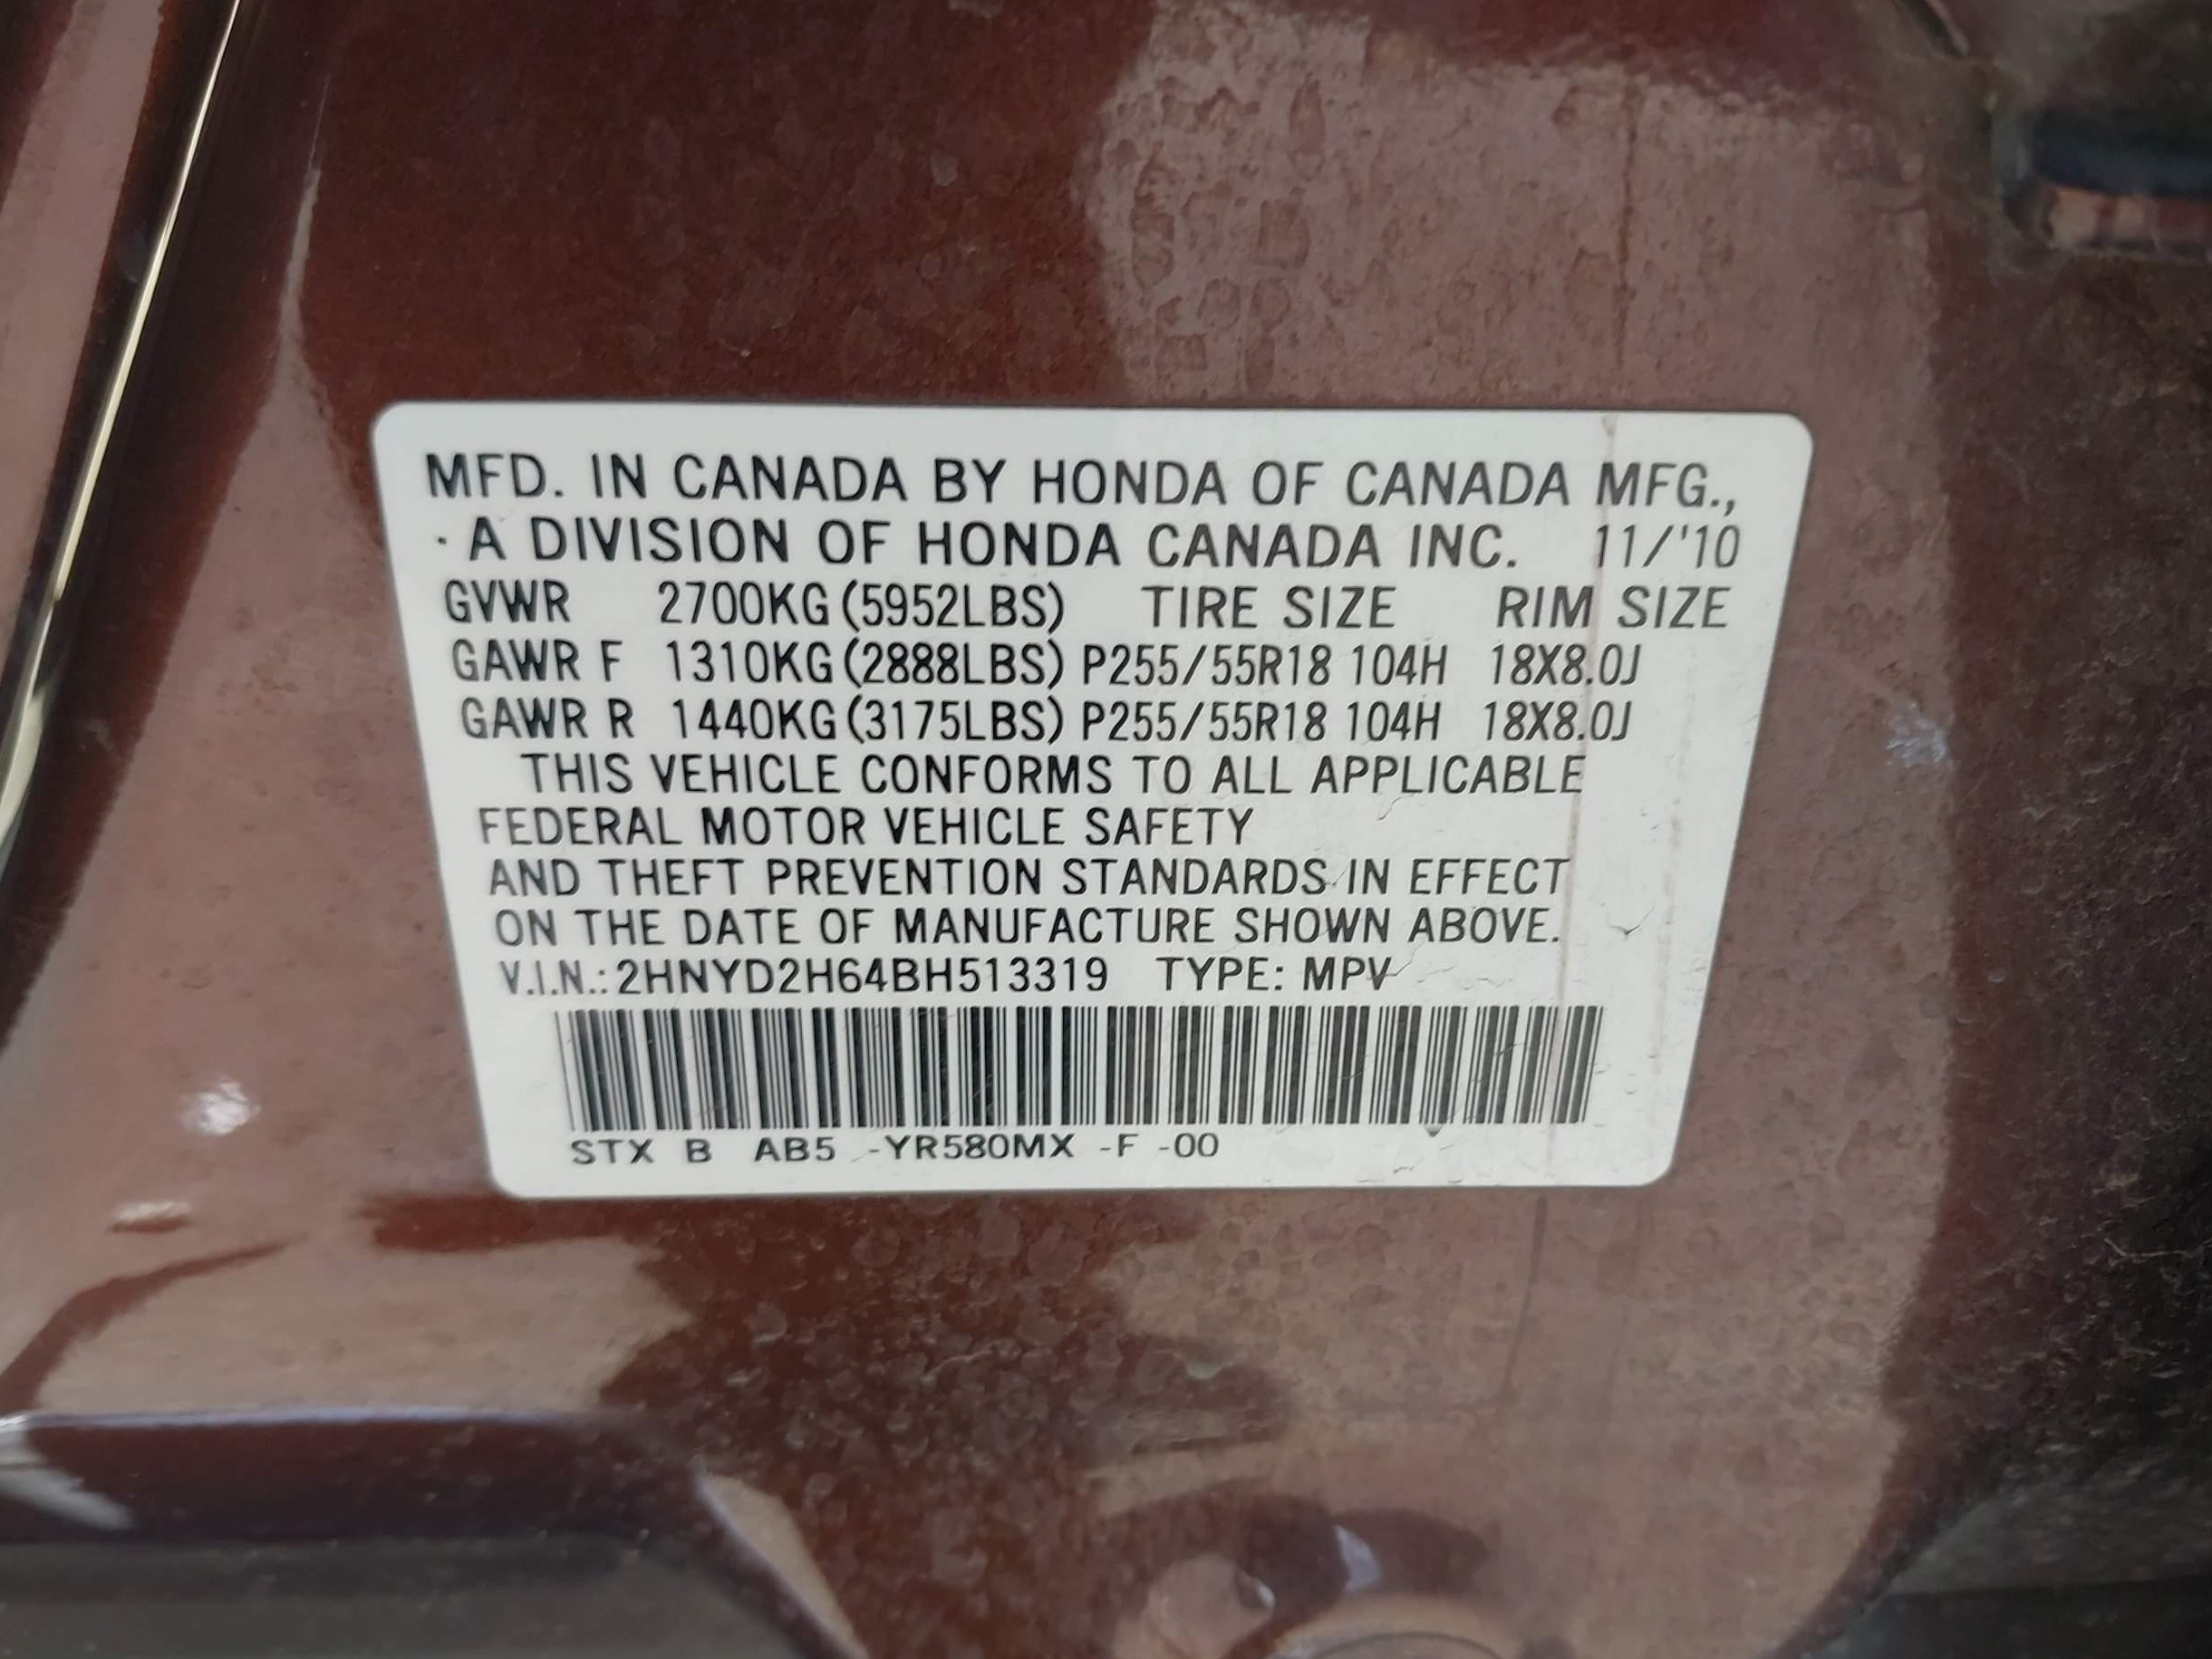 MFD. IN CANADA BY HONDA OF CANADA MFG.,
· A DIVISION OF HONDA CANADA INC. 11/'10
GVWR 2700KG (5952LBS) TIRE SIZE RIM SIZE
GAWR F 1310KG (2888LBS) P255/55R18 104H 18X8.0J
GAWR R 1440KG (3175LBS) P255/55R18 104H 18X8.0J
THIS VEHICLE CONFORMS TO ALL APPLICABLE
FEDERAL MOTOR VEHICLE SAFETY
AND THEFT PREVENTION STANDARDS IN EFFECT
ON THE DATE OF MANUFACTURE SHOWN ABOVE.
V.I.N.: 2HNYD2H64BH513319 TYPE: MPV
STX B AB5 -YR580MX -F -00